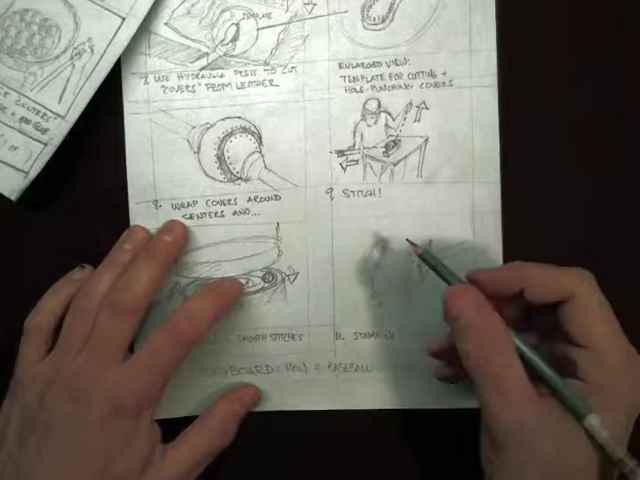 TEMPLATE
7. USE HYDRAULIC PRESS TO CUT
"COVERS" FROM LEATHER
ENLARGED VIEW:
TEMPLATE FOR CUTTING +
HOLE-PUNCHING COVERS
8. WRAP COVERS AROUND
CENTERS AND...
9. STITCH!
SMOOTH STITCHES
11. STAMP
BOARD: HOW A BASEBALL